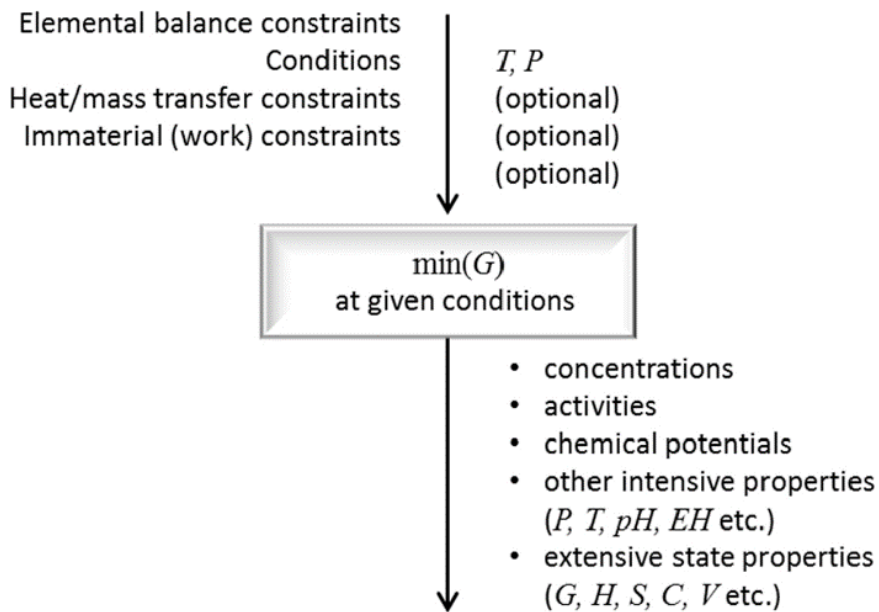 Elemental balance constraints
Conditions T, P
Heat/mass transfer constraints (optional)
Immaterial (work) constraints (optional)
(optional)
min(G)
at given conditions
• concentrations
• activities
• chemical potentials
• other intensive properties
(P, T, pH, EH etc.)
• extensive state properties
(G, H, S, C, V etc.)